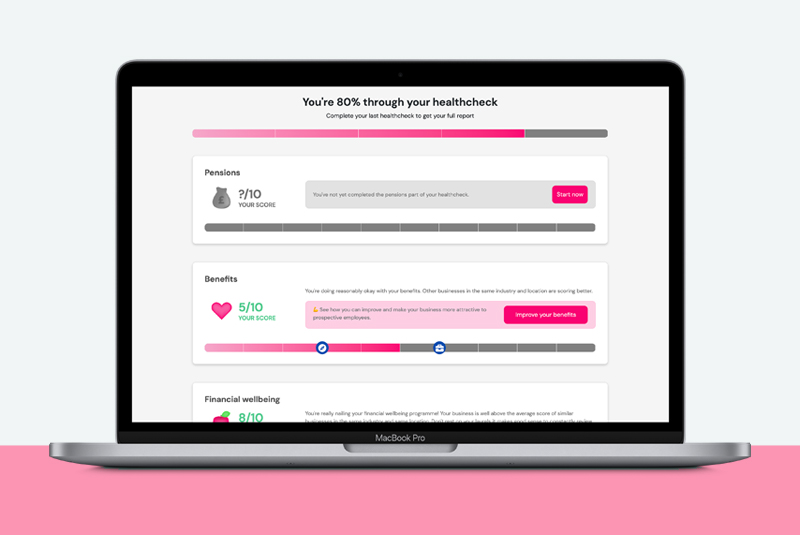 You're 80% through your healthcheck
Complete your last healthcheck to get your full report
Pensions
?/10
YOUR SCORE
You've not yet completed the pensions part of your healthcheck.
Start now
Benefits
You're doing reasonably okay with your benefits. Other businesses in the same industry and location are scoring better.
5/10
YOUR SCORE
💪 See how you can improve and make your business more attractive to
prospective employees.
Improve your benefits
Financial wellbeing
8/10
You're really nailing your financial wellbeing programme! Your business is well above the average score of similar
businesses in the same industry and same location. Don't rest on your laurels it makes good sense to constantly review
MacBook Pro